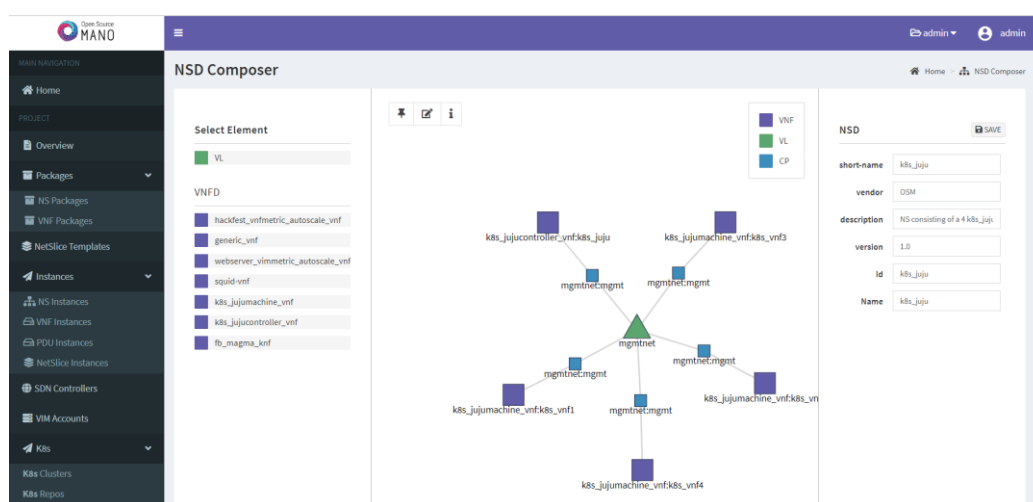 Open Source
MANO
admin
admin
MAIN NAVIGATION
Home
PROJECT
Overview
Packages
NS Packages
VNF Packages
NetSlice Templates
Instances
NS Instances
VNF Instances
PDU Instances
NetSlice Instances
SDN Controllers
VIM Accounts
K8s
K8s Clusters
K8s Repos
NSD Composer
Home > NSD Composer
Select Element
VL
VNFD
hackfest_vnfmetric_autoscale_vnf
generic_vnf
webserver_vimmetric_autoscale_vnf
squid-vnf
k8s_jujumachine_vnf
k8s_jujucontroller_vnf
fb_magma_knf
i
VNF
VL
CP
k8s_jujucontroller_vnf:k8s_juju
k8s_jujumachine_vnf:k8s_vnf3
mgmtnet:mgmt
mgmtnet:mgmt
mgmtnet
mgmtnet:mgmt
mgmtnet:mgmt
k8s_jujumachine_vnf:k8s_vn
k8s_jujumachine_vnf:k8s_vnf1
mgmtnet:mgmt
k8s_jujumachine_vnf:k8s_vnf4
NSD
SAVE
short-name k8s_juju
vendor OSM
description NS consisting of a 4 k8s_juju
version 1.0
Id k8s_juju
Name k8s_juju